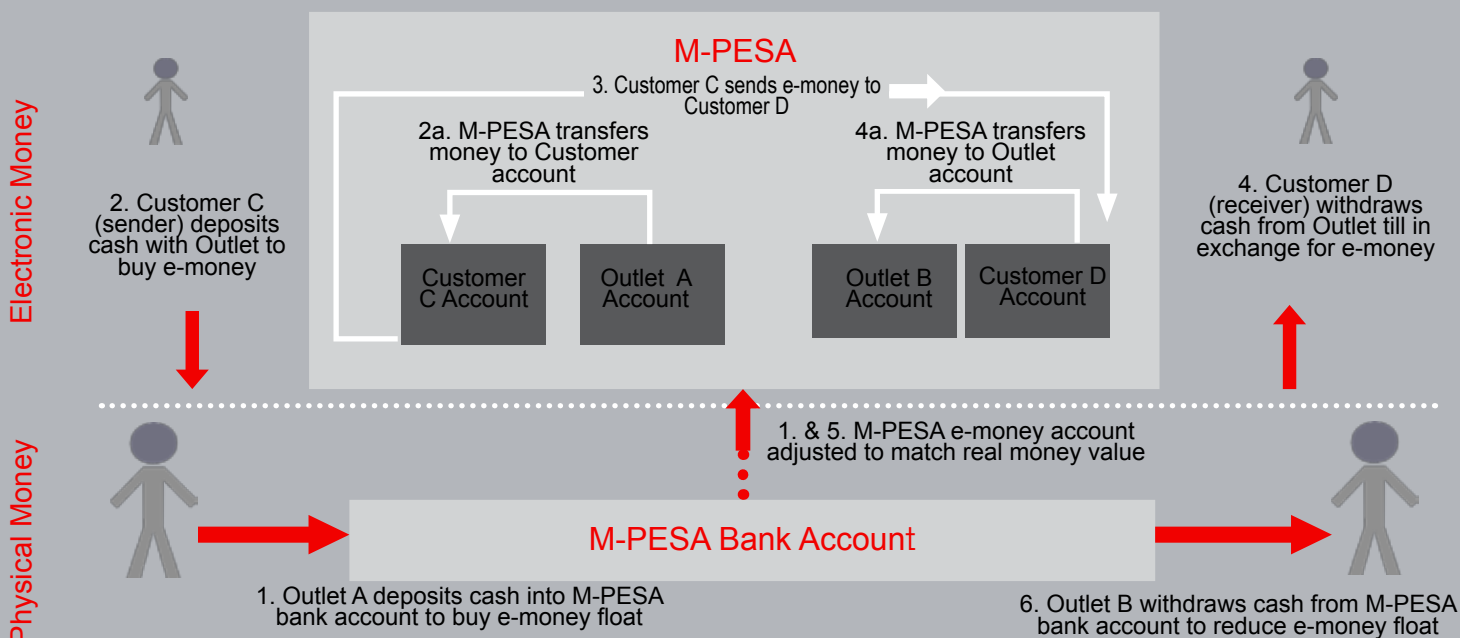 M-PESA
3. Customer C sends e-money to
Customer D
2a. M-PESA transfers
money to Customer
account
4a. M-PESA transfers
money to Outlet
account
Electronic Money
2. Customer C
(sender) deposits
cash with Outlet to
buy e-money
4. Customer D
(receiver) withdraws
cash from Outlet till in
exchange for e-money
Customer
C Account
Outlet A
Account
Outlet B
Account
Customer D
Account
1. & 5. M-PESA e-money account
adjusted to match real money value
Physical Money
M-PESA Bank Account
1. Outlet A deposits cash into M-PESA
bank account to buy e-money float
6. Outlet B withdraws cash from M-PESA
bank account to reduce e-money float